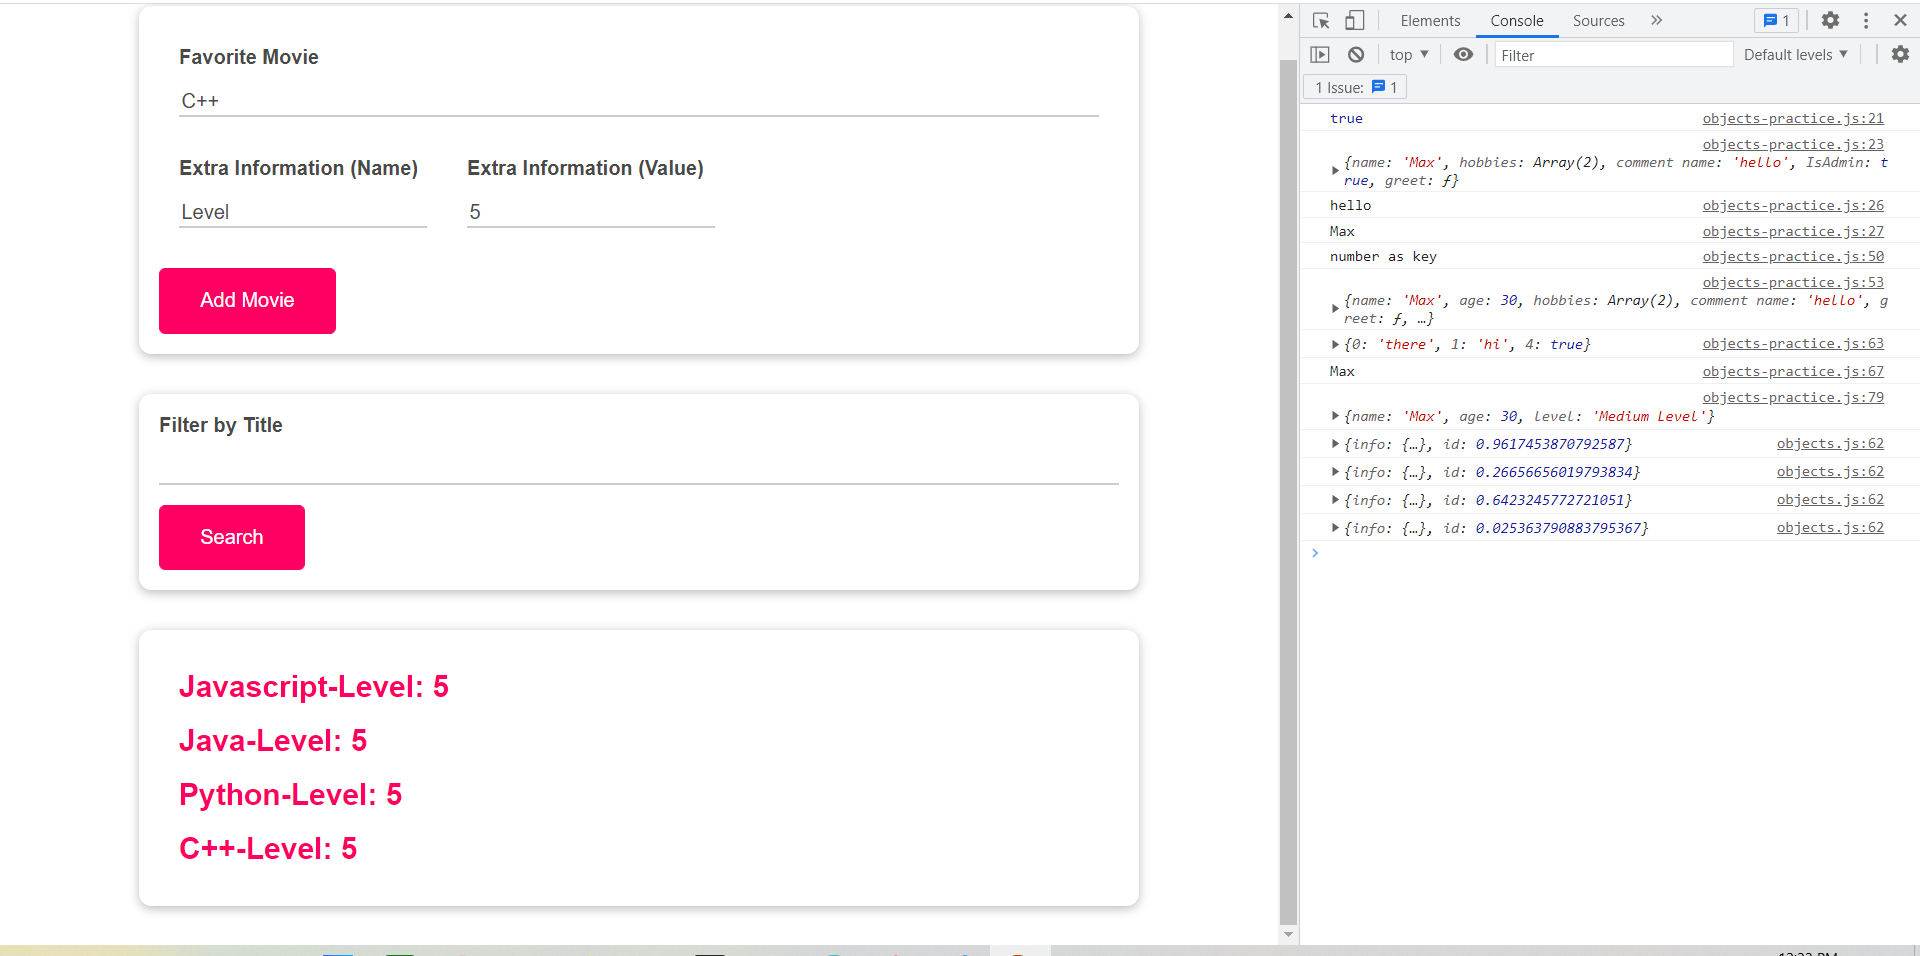 Favorite Movie
C++
Extra Information (Name) Extra Information (Value)
Level 5
Add Movie
Filter by Title
Search
Javascript-Level: 5
Java-Level: 5
Python-Level: 5
C++-Level: 5
Elements Console Sources » 1
top ▼ Filter Default levels ▼
1 Issue: 1
true objects-practice.js:21
objects-practice.js:23
{name: 'Max', hobbies: Array(2), comment name: 'hello', IsAdmin: t
rue, greet: ƒ}
hello objects-practice.js:26
Max objects-practice.js:27
number as key objects-practice.js:50
objects-practice.js:53
{name: 'Max', age: 30, hobbies: Array(2), comment name: 'hello', g
reet: ƒ, …}
{0: 'there', 1: 'hi', 4: true} objects-practice.js:63
Max objects-practice.js:67
objects-practice.js:79
{name: 'Max', age: 30, level: 'Medium Level'}
{info: {…}, id: 0.9617453870792587} objects.js:62
{info: {…}, id: 0.26656656019793834} objects.js:62
{info: {…}, id: 0.6423245772721051} objects.js:62
{info: {…}, id: 0.025363790883795367} objects.js:62